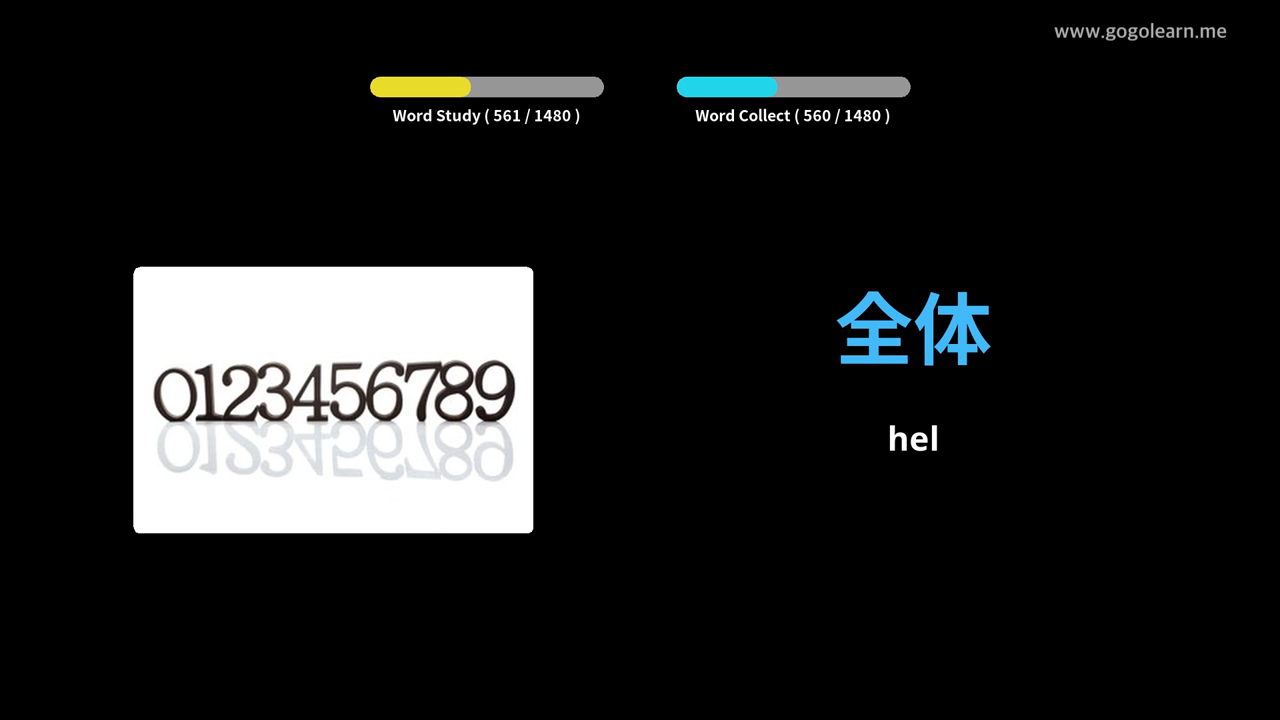 www.gogolearn.me
Word Study ( 561 / 1480 )
Word Collect ( 560 / 1480 )
0123456789
全体
hel